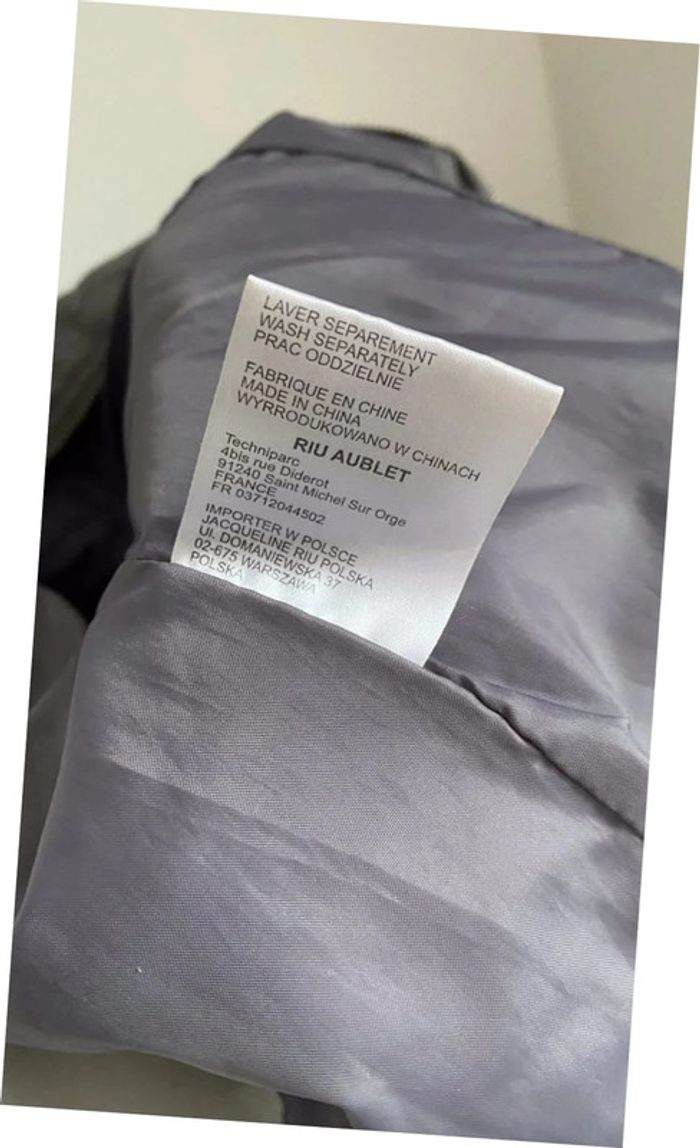 LAVER SEPAREMENT
WASH SEPARATELY
PRAC ODDZIELNIE
FABRIQUE EN CHINE
MADE IN CHINA
WYRRODUKOWANO W CHINACH
RIU AUBLET
Techniparc
4bis rue Diderot
91240 Saint Michel Sur Orge
FRANCE
FR 03712044502
IMPORTER W POLSCE
JACQUELINE RIU POLSKA
Ul. DOMANIEWSKA 37
02-675 WARSZAWA
POLSKA